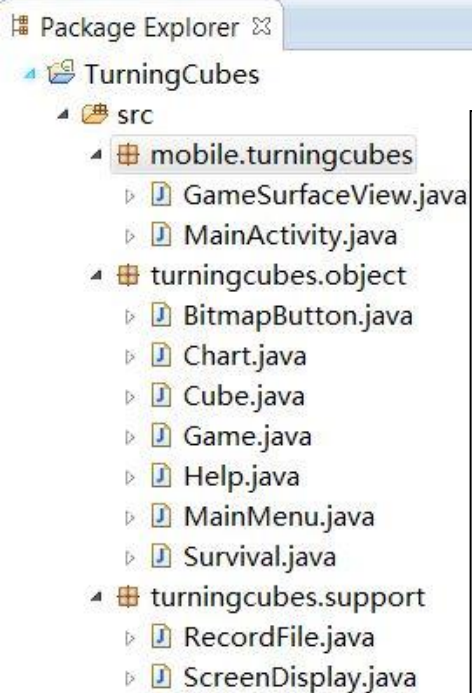 Package Explorer
TurningCubes
src
mobile.turningcubes
GameSurfaceView.java
MainActivity.java
turningcubes.object
BitmapButton.java
Chart.java
Cube.java
Game.java
Help.java
MainMenu.java
Survival.java
turningcubes.support
RecordFile.java
ScreenDisplay.java